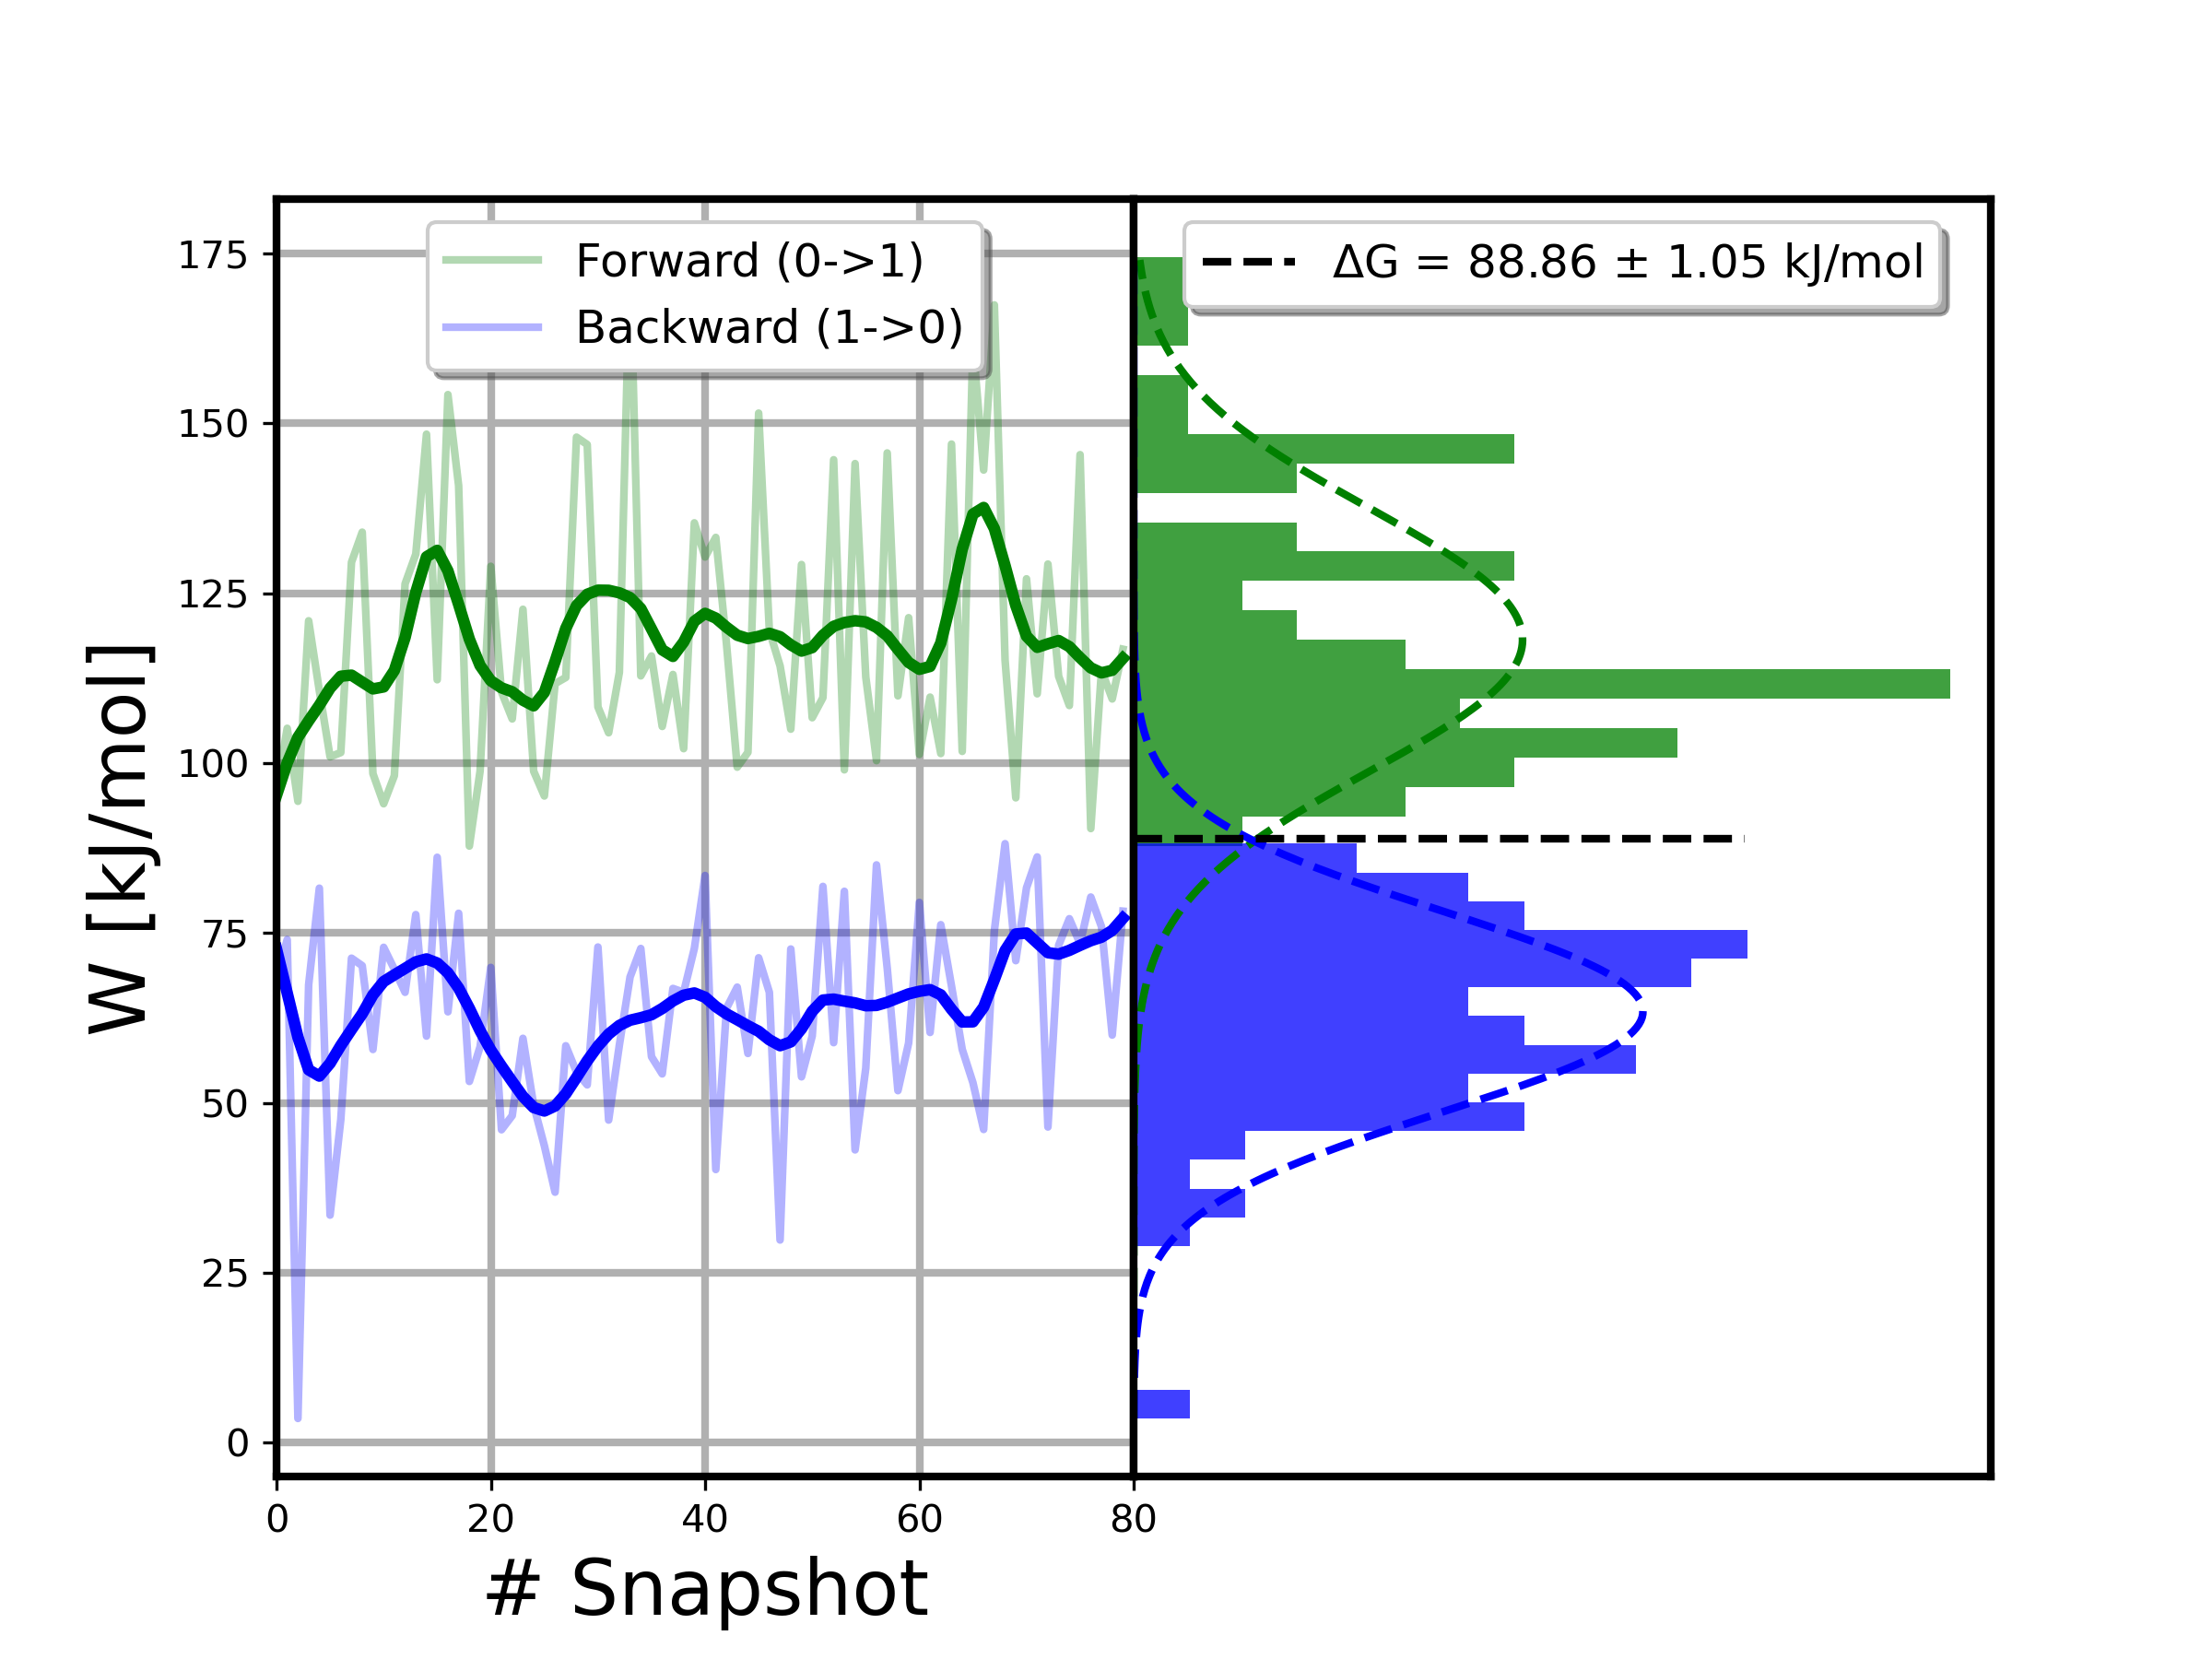 Forward (0->1)
Backward (1->0)
ΔG = 88.86 ± 1.05 kJ/mol
W [kJ/mol]
175
150
125
100
75
50
25
0
0 20 40 60 80
# Snapshot